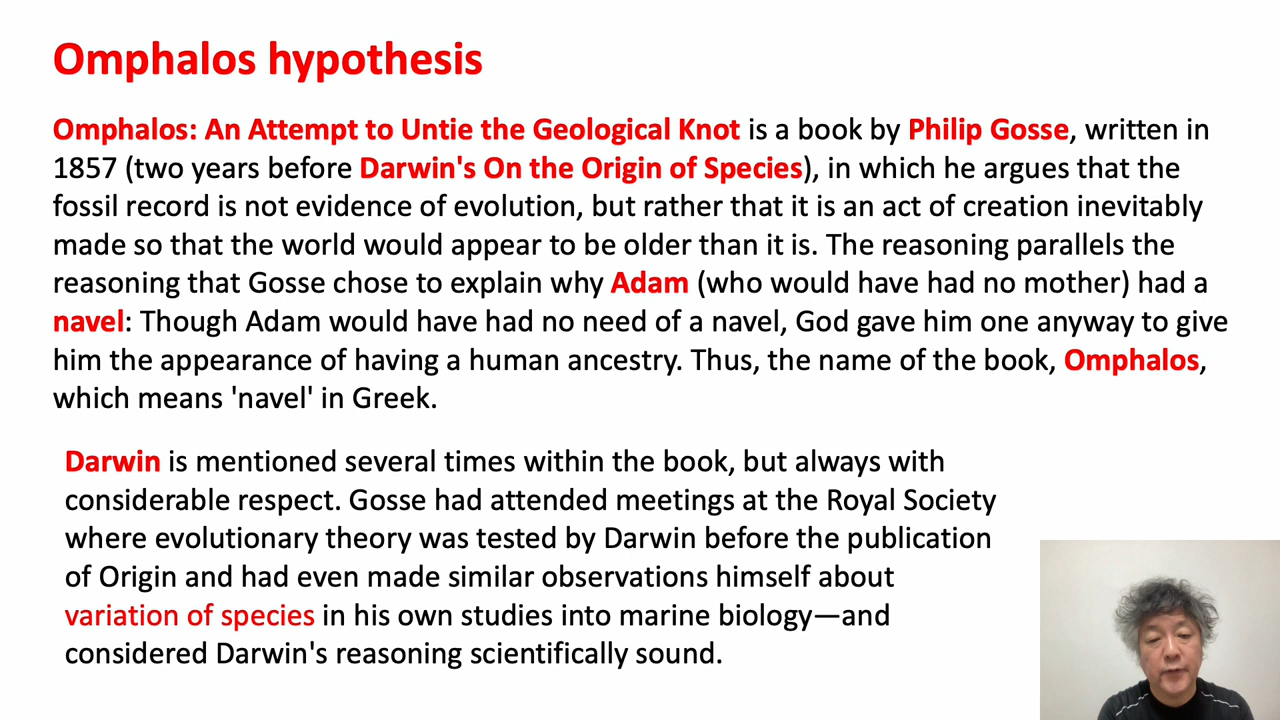 Omphalos hypothesis
Omphalos: An Attempt to Untie the Geological Knot is a book by Philip Gosse, written in
1857 (two years before Darwin's On the Origin of Species), in which he argues that the
fossil record is not evidence of evolution, but rather that it is an act of creation inevitably
made so that the world would appear to be older than it is. The reasoning parallels the
reasoning that Gosse chose to explain why Adam (who would have had no mother) had a
navel: Though Adam would have had no need of a navel, God gave him one anyway to give
him the appearance of having a human ancestry. Thus, the name of the book, Omphalos,
which means 'navel' in Greek.
Darwin is mentioned several times within the book, but always with
considerable respect. Gosse had attended meetings at the Royal Society
where evolutionary theory was tested by Darwin before the publication
of Origin and had even made similar observations himself about
variation of species in his own studies into marine biology—and
considered Darwin's reasoning scientifically sound.